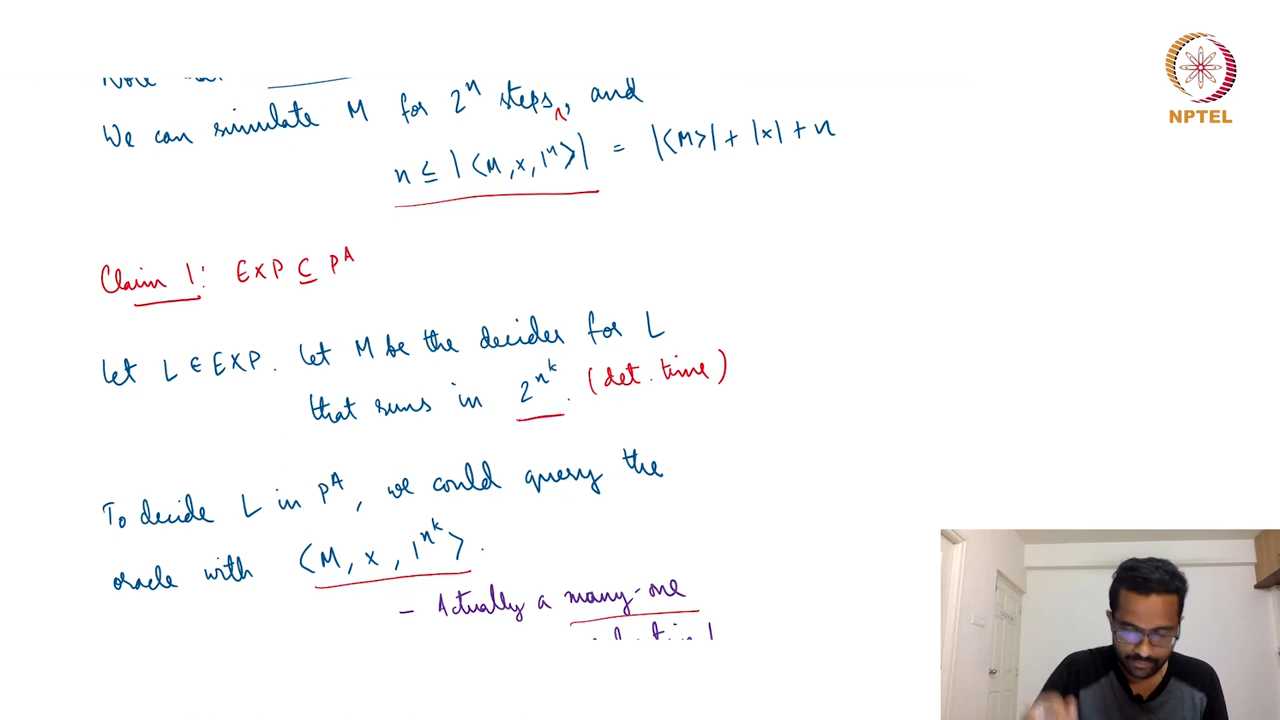 We can simulate M for 2^n steps, and
n ≤ |⟨M, x, 1^n⟩| = |⟨M⟩| + |x| + n
Claim 1: EXP ⊆ P^A
Let L ∈ EXP. Let M be the decider for L
that runs in 2^{n^k}. (det. time)
To decide L in P^A, we could query the
oracle with ⟨M, x, 1^{n^k}⟩.
- Actually a many-one
NPTEL